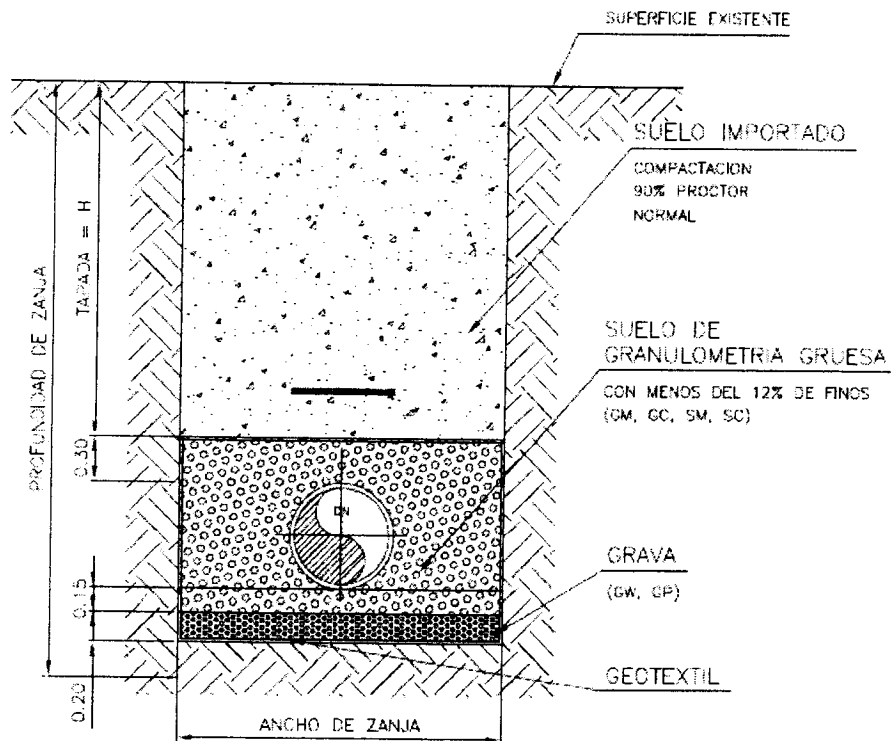 SUPERFICIE EXISTENTE
SUELO IMPORTADO
COMPACTACION
90% PROCTOR
NORMAL
SUELO DE
GRANULOMETRIA GRUESA
CON MENOS DEL 12% DE FINOS
(GM, GC, SM, SC)
GRAVA
(GW, GP)
GEOTEXTIL
PROFUNDIDAD DE ZANJA
TAPADA = H
0.30
0.15
0.20
DN
ANCHO DE ZANJA